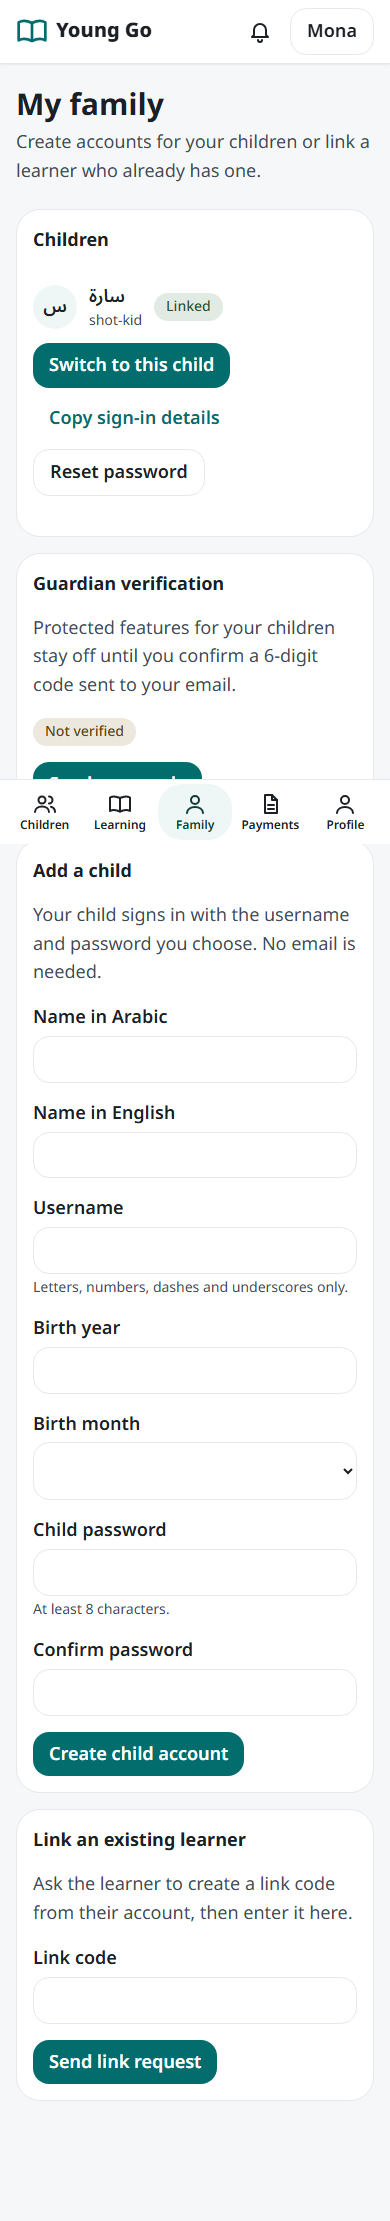 Young Go
Mona
My family
Create accounts for your children or link a
learner who already has one.
Children
س
سارة
shot-kid
Linked
Switch to this child
Copy sign-in details
Reset password
Guardian verification
Protected features for your children
stay off until you confirm a 6-digit
code sent to your email.
Not verified
Children
Learning
Family
Payments
Profile
Add a child
Your child signs in with the username
and password you choose. No email is
needed.
Name in Arabic
Name in English
Username
Letters, numbers, dashes and underscores only.
Birth year
Birth month
Child password
At least 8 characters.
Confirm password
Create child account
Link an existing learner
Ask the learner to create a link code
from their account, then enter it here.
Link code
Send link request